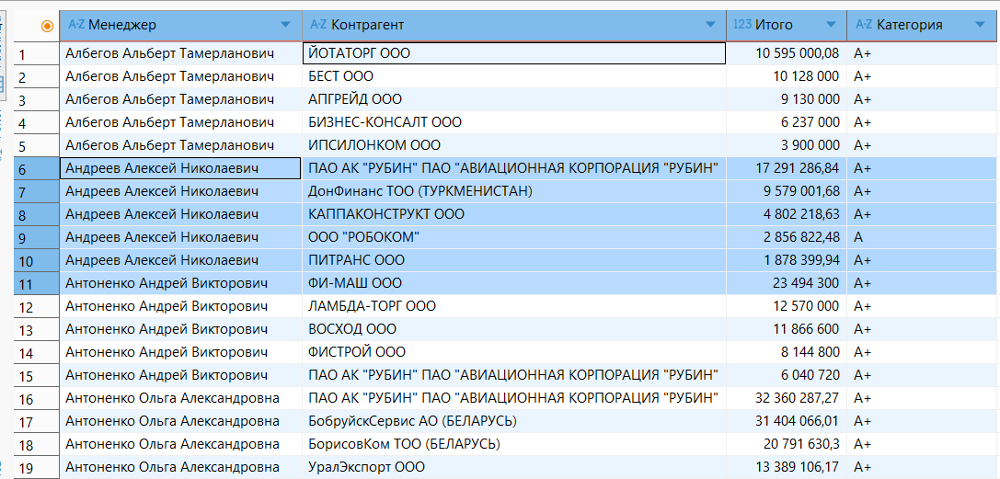 AZ Менеджер AZ Контрагент 123 Итого AZ Категория
1 Албегов Альберт Тамерланович ЙОТАТОРГ ООО 10 595 000,08 A+
2 Албегов Альберт Тамерланович БЕСТ ООО 10 128 000 A+
3 Албегов Альберт Тамерланович АПГРЕЙД ООО 9 130 000 A+
4 Албегов Альберт Тамерланович БИЗНЕС-КОНСАЛТ ООО 6 237 000 A+
5 Албегов Альберт Тамерланович ИПСИЛОНКОМ ООО 3 900 000 A+
6 Андреев Алексей Николаевич ПАО АК "РУБИН" ПАО "АВИАЦИОННАЯ КОРПОРАЦИЯ "РУБИН" 17 291 286,84 A+
7 Андреев Алексей Николаевич ДонФинанс ТОО (ТУРКМЕНИСТАН) 9 579 001,68 A+
8 Андреев Алексей Николаевич КАППАКОНСТРУКТ ООО 4 802 218,63 A+
9 Андреев Алексей Николаевич ООО "РОБОКОМ" 2 856 822,48 A
10 Андреев Алексей Николаевич ПИТРАНС ООО 1 878 399,94 A+
11 Антоненко Андрей Викторович ФИ-МАШ ООО 23 494 300 A+
12 Антоненко Андрей Викторович ЛАМБДА-ТОРГ ООО 12 570 000 A+
13 Антоненко Андрей Викторович ВОСХОД ООО 11 866 600 A+
14 Антоненко Андрей Викторович ФИСТРОЙ ООО 8 144 800 A+
15 Антоненко Андрей Викторович ПАО АК "РУБИН" ПАО "АВИАЦИОННАЯ КОРПОРАЦИЯ "РУБИН" 6 040 720 A+
16 Антоненко Ольга Александровна ПАО АК "РУБИН" ПАО "АВИАЦИОННАЯ КОРПОРАЦИЯ "РУБИН" 32 360 287,27 A+
17 Антоненко Ольга Александровна БобруйскСервис АО (БЕЛАРУСЬ) 31 404 066,01 A+
18 Антоненко Ольга Александровна БорисовКом ТОО (БЕЛАРУСЬ) 20 791 630,3 A+
19 Антоненко Ольга Александровна УралЭкспорт ООО 13 389 106,17 A+